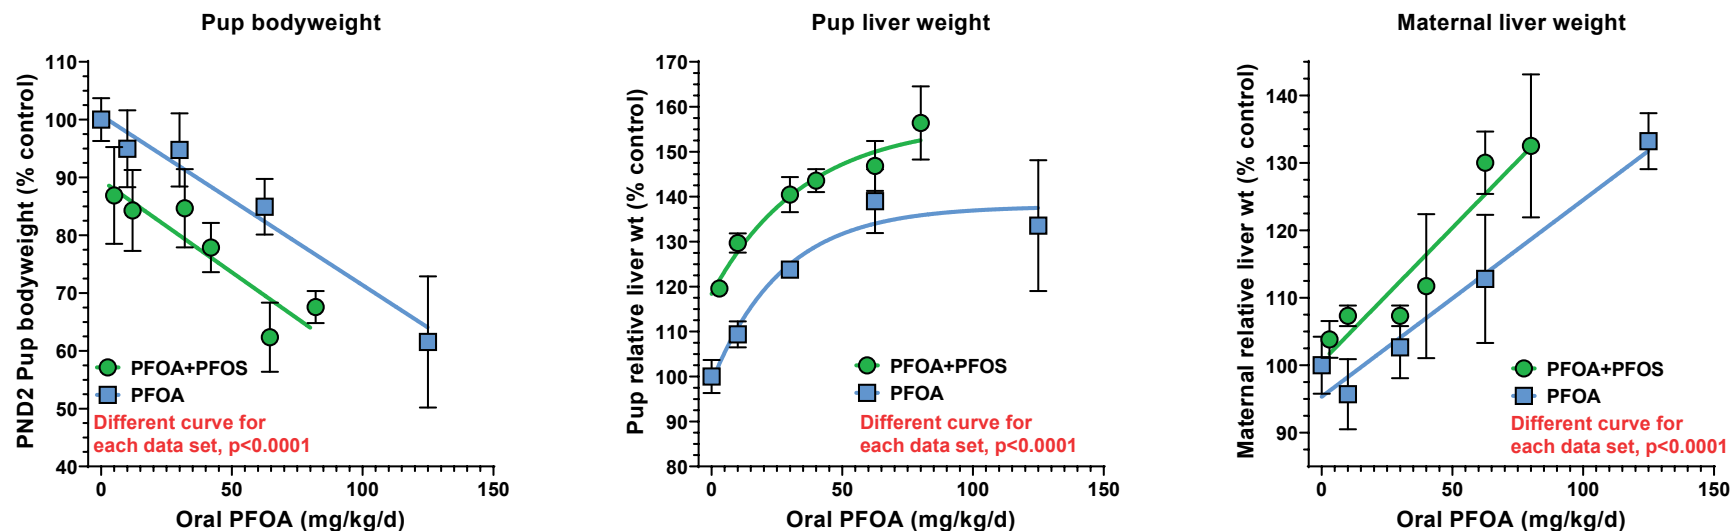 Pup bodyweight
PND2 Pup bodyweight (% control)
110
100
90
80
70
60
50
40
PFOA+PFOS
PFOA
Different curve for
each data set, p<0.0001
0
50
100
150
Oral PFOA (mg/kg/d)
Pup liver weight
Pup relative liver wt (% control)
170
160
150
140
130
120
110
100
90
80
PFOA+PFOS
PFOA
Different curve for
each data set, p<0.0001
0
50
100
150
Oral PFOA (mg/kg/d)
Maternal liver weight
Maternal relative liver wt (% control)
140
130
120
110
100
90
PFOA+PFOS
PFOA
Different curve for
each data set, p<0.0001
0
50
100
150
Oral PFOA (mg/kg/d)